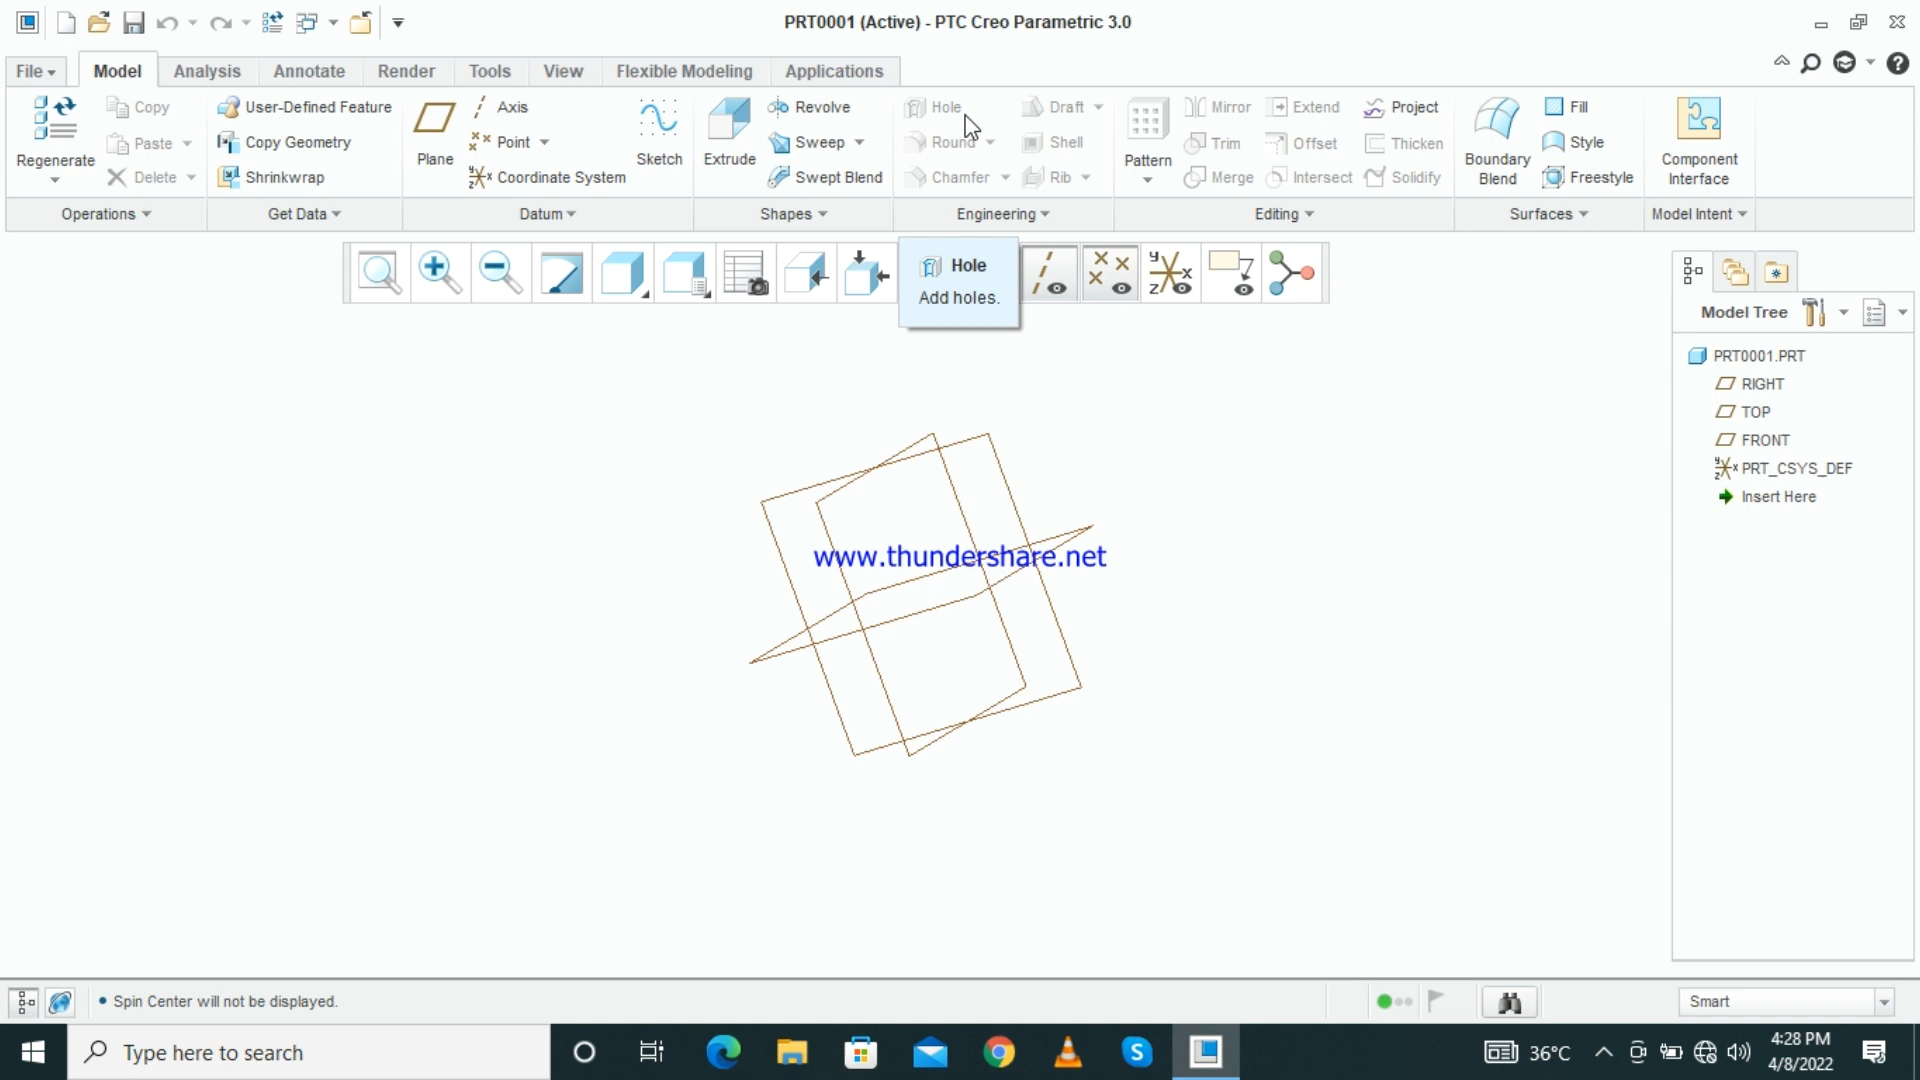 PRT0001 (Active) - PTC Creo Parametric 3.0
File Model Analysis Annotate Render Tools View Flexible Modeling Applications
Regenerate
Copy
Paste
Delete
Operations
User-Defined Feature
Copy Geometry
Shrinkwrap
Get Data
Plane
Axis
Point
Coordinate System
Sketch
Datum
Extrude
Revolve
Sweep
Swept Blend
Shapes
Hole
Round
Chamfer
Draft
Shell
Rib
Engineering
Pattern
Mirror
Trim
Merge
Extend
Offset
Intersect
Project
Thicken
Solidify
Editing
Boundary
Blend
Fill
Style
Freestyle
Surfaces
Component
Interface
Model Intent
Hole
Add holes.
Model Tree
PRT0001.PRT
RIGHT
TOP
FRONT
PRT_CSYS_DEF
Insert Here
www.thundershare.net
Spin Center will not be displayed.
Smart
Type here to search
36°C
4:28 PM
4/8/2022